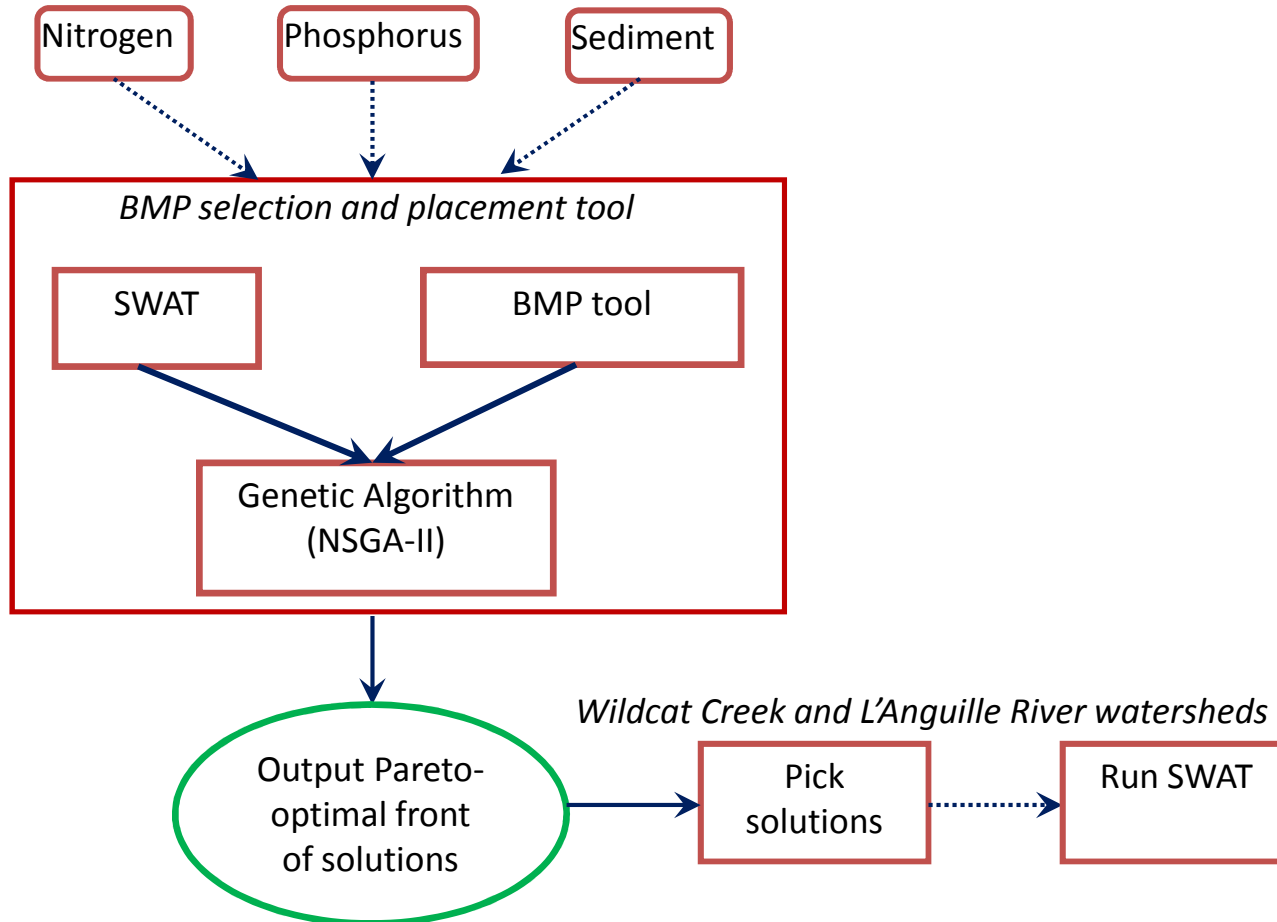 Nitrogen
Phosphorus
Sediment
BMP selection and placement tool
SWAT
BMP tool
Genetic Algorithm
(NSGA-II)
Wildcat Creek and L’Anguille River watersheds
Output Pareto-
optimal front
of solutions
Pick
solutions
Run SWAT